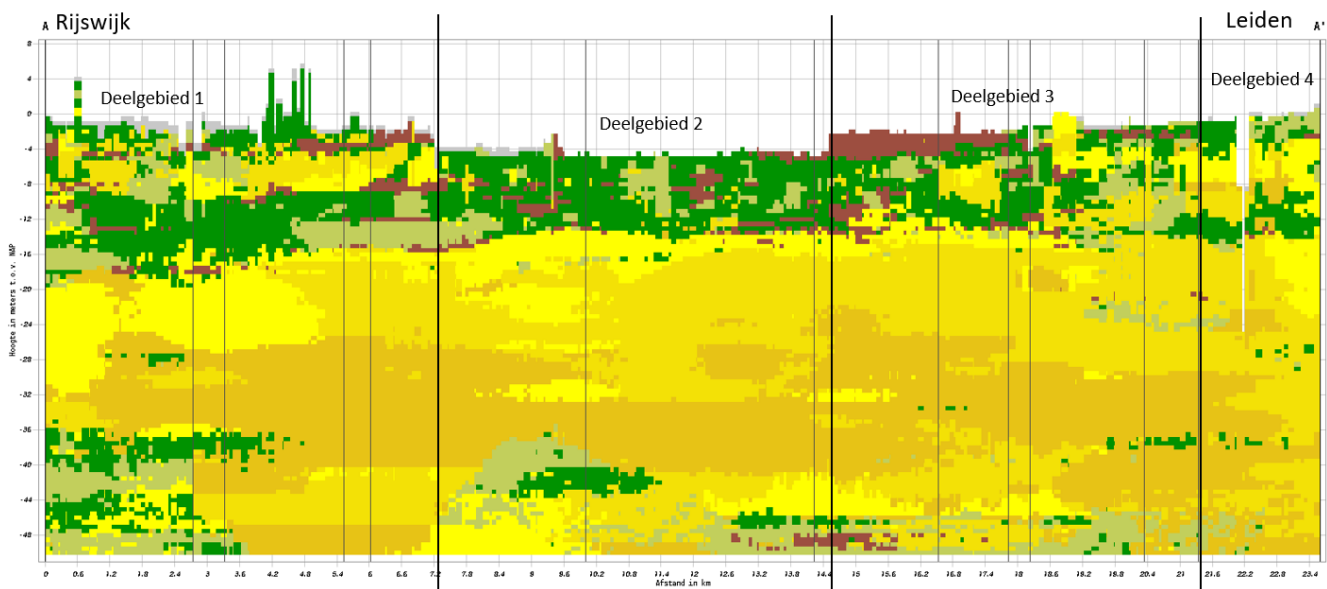 A Rijswijk
Leiden A'
Deelgebied 1
Deelgebied 2
Deelgebied 3
Deelgebied 4
8
4
0
-4
-8
-12
-16
-20
-24
-28
-32
-36
-40
-44
-48
Hoogte in meters t.o.v. NAP
0 0.6 1.2 1.8 2.4 3 3.6 4.2 4.8 5.4 6 6.6 7.2 7.8 8.4 9 9.6 10.2 10.8 11.4 12 12.6 13.2 13.8 14.4 15 15.6 16.2 16.8 17.4 18 18.6 19.2 19.8 20.4 21 21.6 22.2 22.8 23.4
Afstand in km